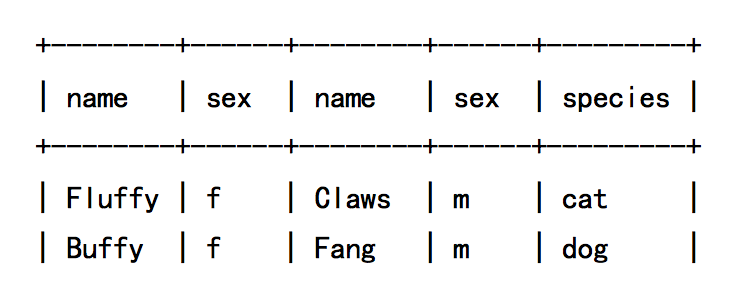 +--------+------+--------+------+---------+
| name   | sex  | name   | sex  | species |
+--------+------+--------+------+---------+
| Fluffy | f    | Claws  | m    | cat     |
| Buffy  | f    | Fang   | m    | dog     |